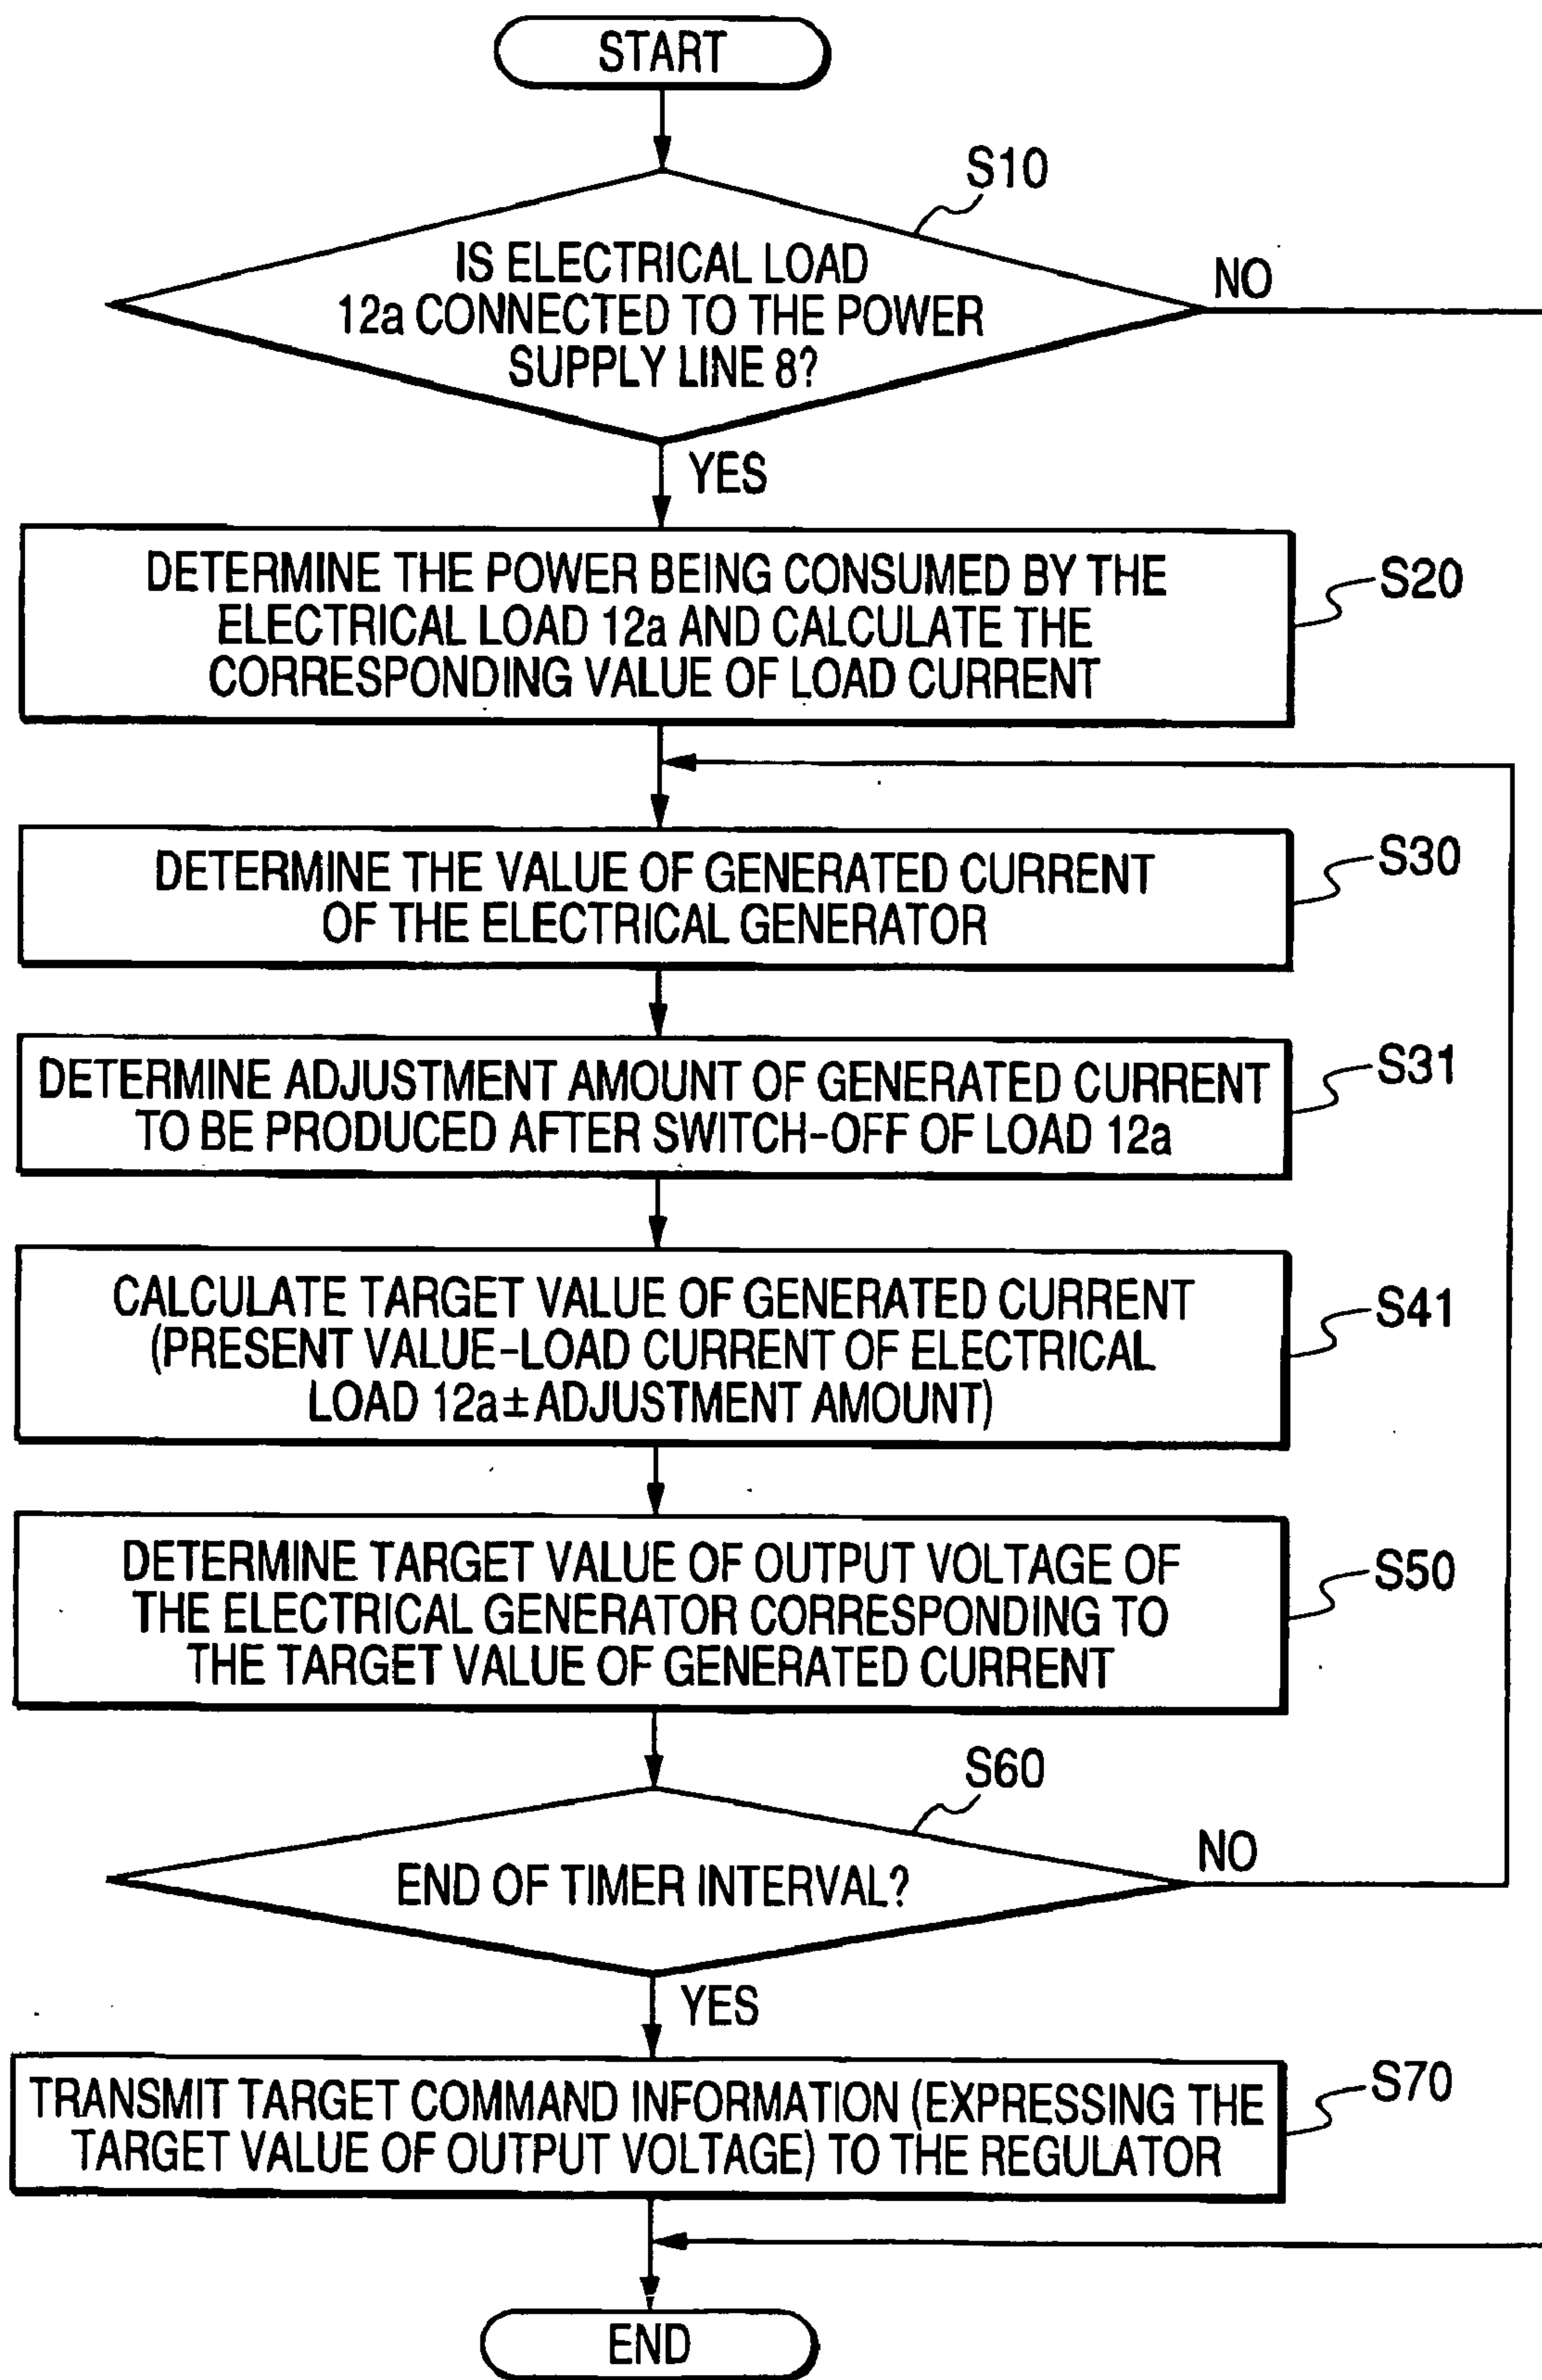 START
S10
IS ELECTRICAL LOAD
12a CONNECTED TO THE POWER
SUPPLY LINE 8?
NO
YES
DETERMINE THE POWER BEING CONSUMED BY THE
ELECTRICAL LOAD 12a AND CALCULATE THE
CORRESPONDING VALUE OF LOAD CURRENT
S20
DETERMINE THE VALUE OF GENERATED CURRENT
OF THE ELECTRICAL GENERATOR
S30
DETERMINE ADJUSTMENT AMOUNT OF GENERATED CURRENT
TO BE PRODUCED AFTER SWITCH-OFF OF LOAD 12a
S31
CALCULATE TARGET VALUE OF GENERATED CURRENT
(PRESENT VALUE-LOAD CURRENT OF ELECTRICAL
LOAD 12a±ADJUSTMENT AMOUNT)
S41
DETERMINE TARGET VALUE OF OUTPUT VOLTAGE OF
THE ELECTRICAL GENERATOR CORRESPONDING TO
THE TARGET VALUE OF GENERATED CURRENT
S50
S60
END OF TIMER INTERVAL?
NO
YES
TRANSMIT TARGET COMMAND INFORMATION (EXPRESSING THE
TARGET VALUE OF OUTPUT VOLTAGE) TO THE REGULATOR
S70
END